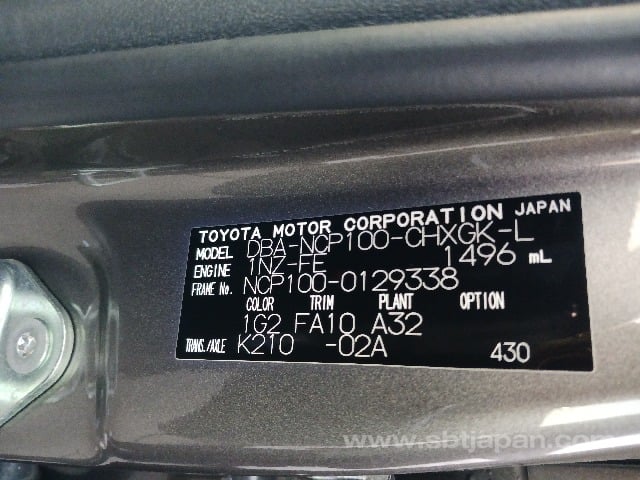 TOYOTA MOTOR CORPORATION JAPAN
MODEL DBA-NCP100-CHXGK-L
ENGINE 1NZ-FE 1496 mL
FRAME No. NCP100-0129338
COLOR TRIM PLANT OPTION
1G2 FA10 A32
TRANS./AXLE K210 -02A 430
www.sbtjapan.com